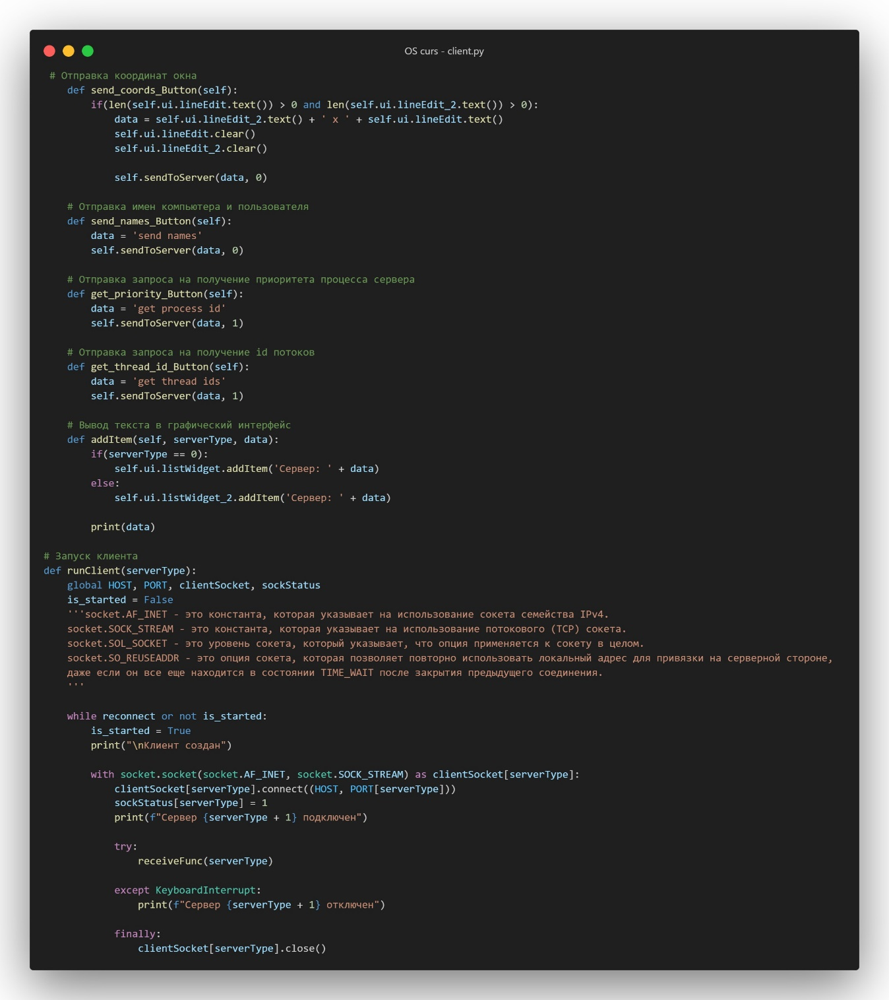 OS curs - client.py
# Отправка координат окна
def send_coords_Button(self):
if(len(self.ui.lineEdit.text()) > 0 and len(self.ui.lineEdit_2.text()) > 0):
data = self.ui.lineEdit_2.text() + ' x ' + self.ui.lineEdit.text()
self.ui.lineEdit.clear()
self.ui.lineEdit_2.clear()
self.sendToServer(data, 0)
# Отправка имен компьютера и пользователя
def send_names_Button(self):
data = 'send names'
self.sendToServer(data, 0)
# Отправка запроса на получение приоритета процесса сервера
def get_priority_Button(self):
data = 'get process id'
self.sendToServer(data, 1)
# Отправка запроса на получение id потоков
def get_thread_id_Button(self):
data = 'get thread ids'
self.sendToServer(data, 1)
# Вывод текста в графический интерфейс
def addItem(self, serverType, data):
if(serverType == 0):
self.ui.listWidget.addItem('Сервер: ' + data)
else:
self.ui.listWidget_2.addItem('Сервер: ' + data)
print(data)
# Запуск клиента
def runClient(serverType):
global HOST, PORT, clientSocket, sockStatus
is_started = False
'''socket.AF_INET - это константа, которая указывает на использование сокета семейства IPv4.
socket.SOCK_STREAM - это константа, которая указывает на использование потокового (TCP) сокета.
socket.SOL_SOCKET - это уровень сокета, который указывает, что опция применяется к сокету в целом.
socket.SO_REUSEADDR - это опция сокета, которая позволяет повторно использовать локальный адрес для привязки на серверной стороне,
даже если он все еще находится в состоянии TIME_WAIT после закрытия предыдущего соединения.
'''
while reconnect or not is_started:
is_started = True
print("\nКлиент создан")
with socket.socket(socket.AF_INET, socket.SOCK_STREAM) as clientSocket[serverType]:
clientSocket[serverType].connect((HOST, PORT[serverType]))
sockStatus[serverType] = 1
print(f"Сервер {serverType + 1} подключен")
try:
receiveFunc(serverType)
except KeyboardInterrupt:
print(f"Сервер {serverType + 1} отключен")
finally:
clientSocket[serverType].close()